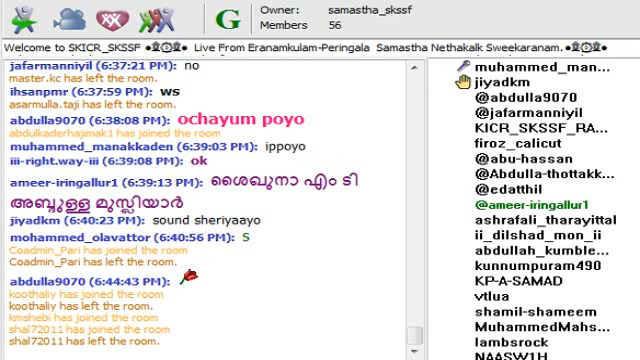 Owner: samastha_skssf
G
Members 56
Welcome to SKICR_SKSSF ●۩۞۩● Live From Eranamkulam-Peringala Samastha Nethakalk Sweekaranam.●۩۞۩●
jafarmanniyil (6:37:21 PM): no
master.kc has left the room.
ihsanpmr (6:37:59 PM): ws
asarmulla.taji has left the room.
abdulla9070 (6:38:08 PM): ochayum poyo
abdulkaderhajimak1 has joined the room
muhammed_manakkaden (6:39:03 PM): ippoyo
iii-right.way-iii (6:39:08 PM): ok
ameer-iringallur1 (6:39:13 PM): ശൈഖുനാ എം ടി
അബ്ദുള്ള മുസ്ലിയാർ
jiyadkm (6:40:23 PM): sound sheriyaayo
mohammed_olavattor (6:40:56 PM): S
Coadmin_Pari has joined the room
Coadmin_Pari has left the room.
abdulla9070 (6:44:43 PM):
koothaliy has joined the room
koothaliy has left the room.
kmshebi has joined the room
shal72011 has joined the room
shal72011 has left the room.
muhammed_man...
jiyadkm
@abdulla9070
@jafarmanniyil
KICR_SKSSF_RA...
firoz_calicut
@abu-hassan
@Abdulla-thottakk...
@edatthil
@ameer-iringallur1
ashrafali_tharayittal
ii_dilshad_mon_ii
abdullah_kumble...
kunnumpuram490
KP-A-SAMAD
vtlua
shamil-shameem
MuhammedMahs...
lambsrock
NAASW1H